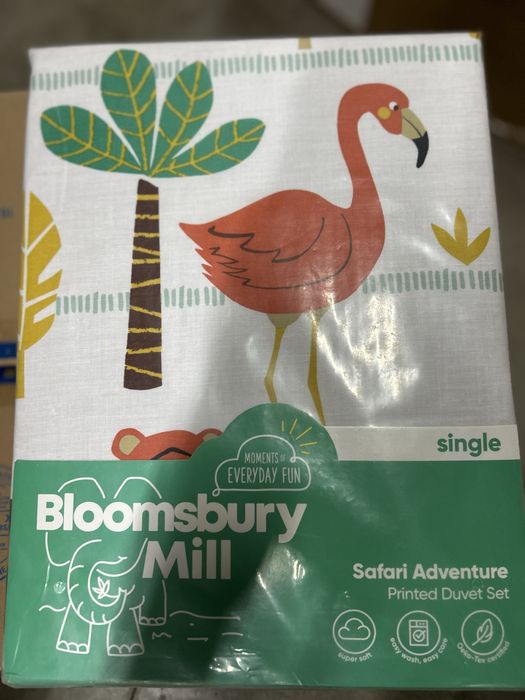 single
MOMENTS OF
EVERYDAY FUN
Bloomsbury
Mill
Safari Adventure
Printed Duvet Set
super soft
easy wash, easy care
Oeko-Tex certified